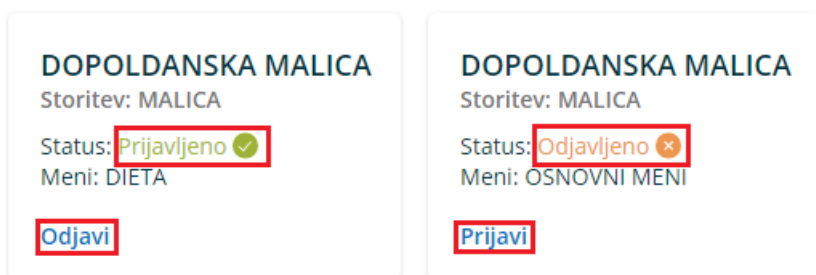 DOPOLDANSKA MALICA
Storitev: MALICA
Status: Prijavljeno
Meni: DIETA
Odjavi
DOPOLDANSKA MALICA
Storitev: MALICA
Status: Odjavljeno
Meni: OSNOVNI MENI
Prijavi